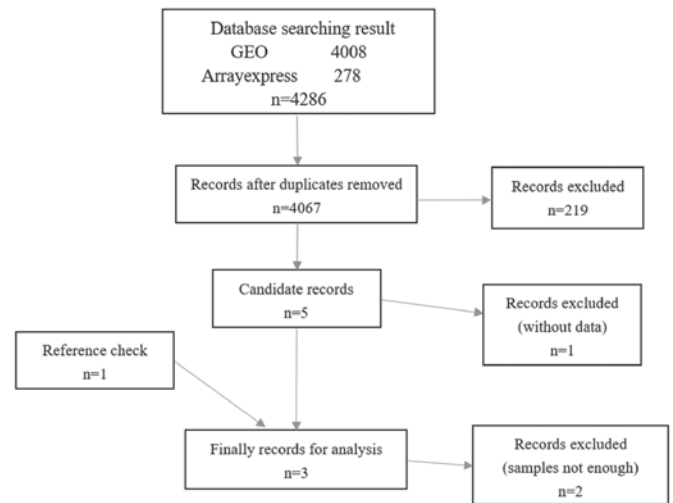 Database searching result
GEO 4008
Arrayexpress 278
n=4286
Records after duplicates removed
n=4067
Records excluded
n=219
Candidate records
n=5
Records excluded
(without data)
n=1
Reference check
n=1
Finally records for analysis
n=3
Records excluded
(samples not enough)
n=2